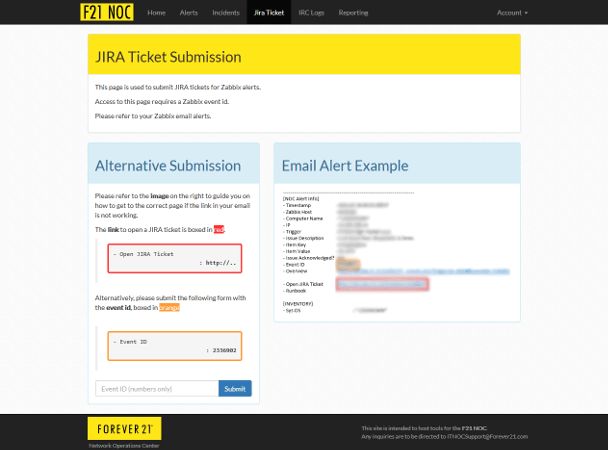 F21 NOC
Home
Alerts
Incidents
Jira Ticket
IRC Logs
Reporting
Account
JIRA Ticket Submission
This page is used to submit JIRA tickets for Zabbix alerts.
Access to this page requires a Zabbix event id.
Please refer to your Zabbix email alerts.
Alternative Submission
Please refer to the image on the right to guide you
on how to get to the correct page if the link in your email
is not working.
The link to open a JIRA ticket is boxed in red.
- Open JIRA Ticket
: http://..
Alternatively, please submit the following form with
the event id, boxed in orange
- Event ID
: 2336902
Event ID (numbers only)
Submit
Email Alert Example
[NOC Alert Info]
- Timestamp
- Zabbix Host
- Computer Name
- IP
- Trigger
- Issue Description
- Item Key
- Item Value
- Issue Acknowledged?
- Event ID
- Overview
- Open JIRA Ticket
- Runbook
[INVENTORY]
- Sys OS
FOREVER 21
Network Operations Center
This site is intended to host tools for the F21 NOC.
Any inquiries are to be directed to ITNOCSupport@Forever21.com